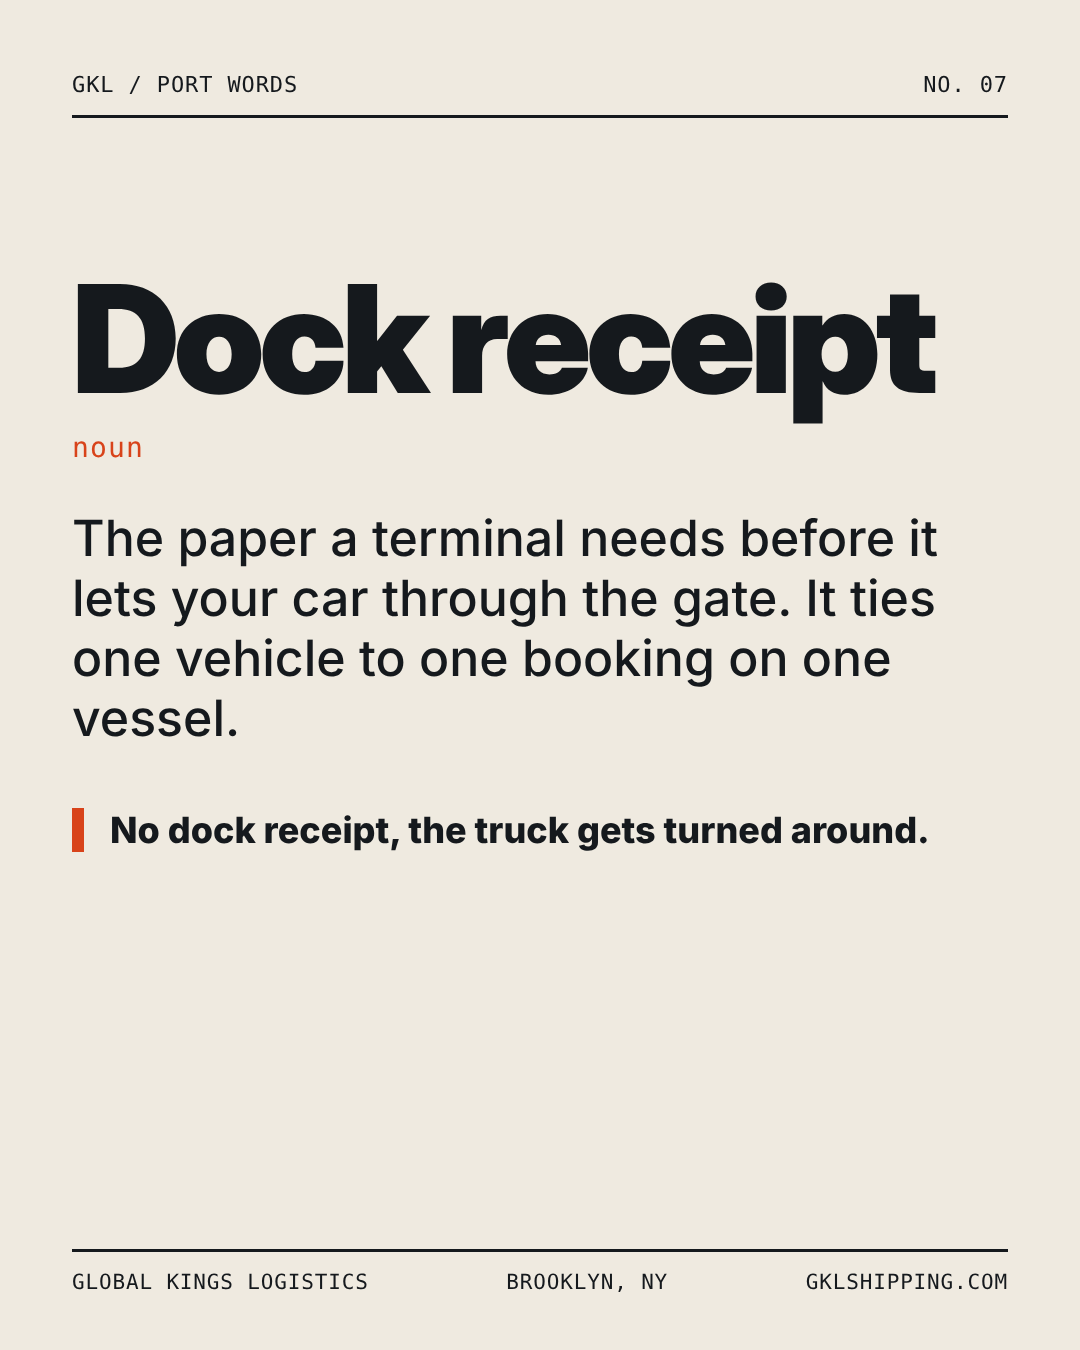 GKL / PORT WORDS
NO. 07
Dock receipt
noun
The paper a terminal needs before it
lets your car through the gate. It ties
one vehicle to one booking on one
vessel.
No dock receipt, the truck gets turned around.
GLOBAL KINGS LOGISTICS
BROOKLYN, NY
GKLSHIPPING.COM